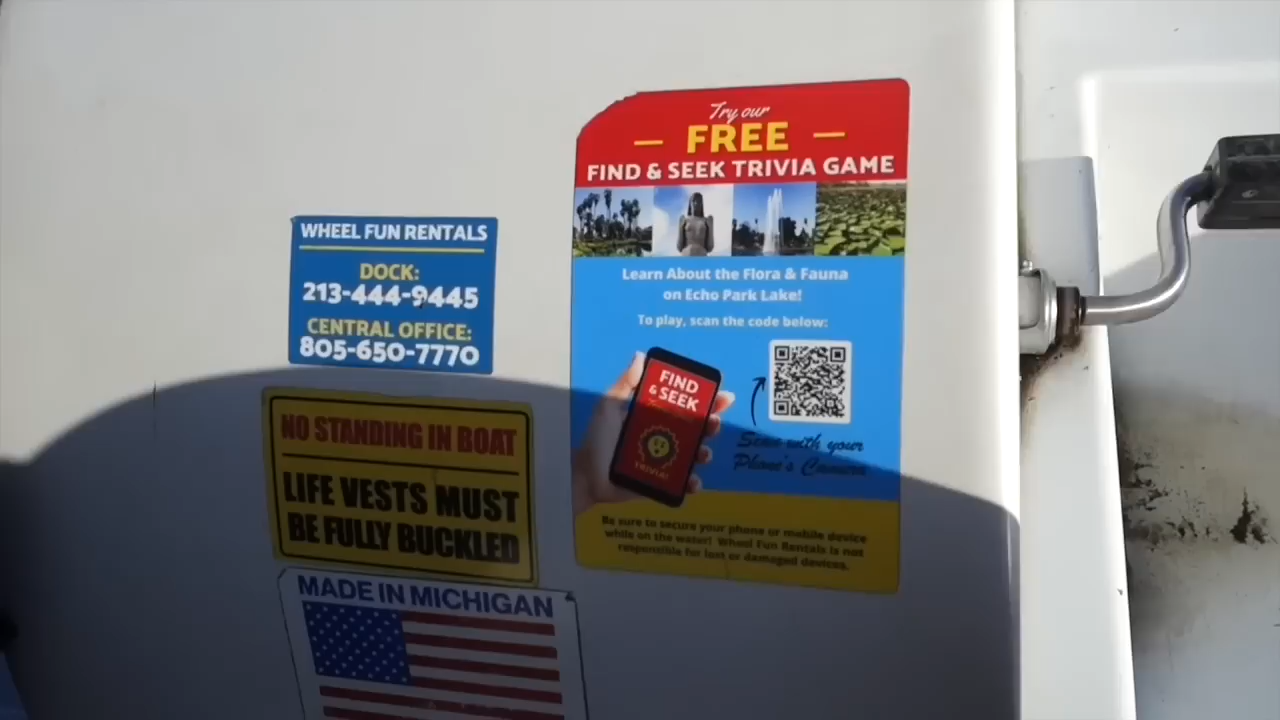 WHEEL FUN RENTALS
DOCK:
213-444-9445
CENTRAL OFFICE:
805-650-7770
NO STANDING IN BOAT
LIFE VESTS MUST
BE FULLY BUCKLED
MADE IN MICHIGAN
Try our
FREE
FIND & SEEK TRIVIA GAME
Learn About the Flora & Fauna
on Echo Park Lake!
To play, scan the code below:
FIND
& SEEK
TRIVIA!
Scan with your
Phone's Camera
Be sure to secure your phone or mobile device
while on the water! Wheel Fun Rentals is not
responsible for lost or damaged devices.